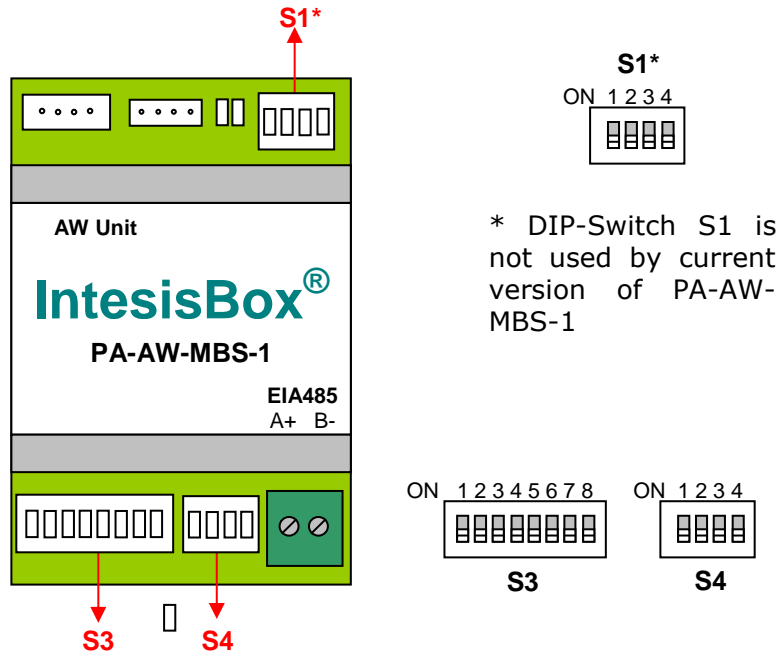 S1*
AW Unit
IntesisBox®
PA-AW-MBS-1
EIA485
A+ B-
S3
S4
S1*
ON 1 2 3 4
* DIP-Switch S1 is
not used by current
version of PA-AW-
MBS-1
ON 1 2 3 4 5 6 7 8
S3
ON 1 2 3 4
S4